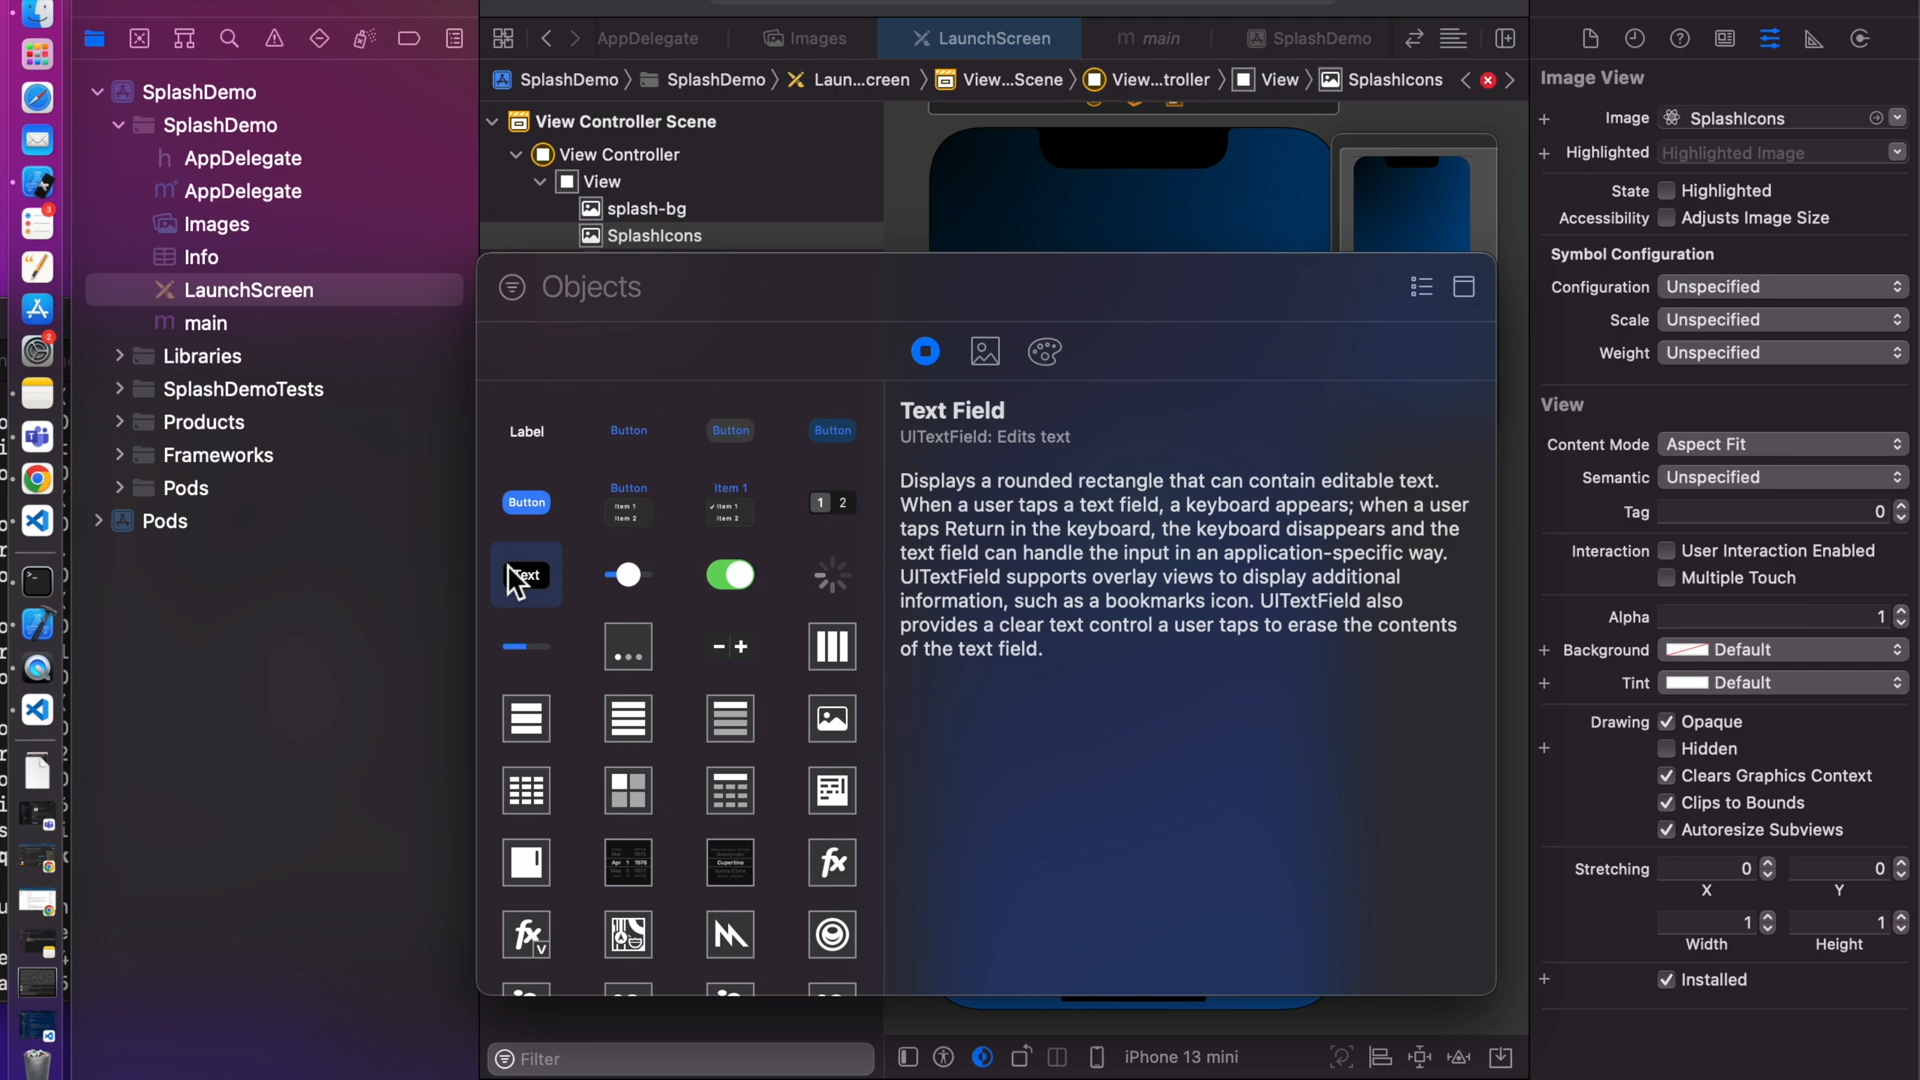 AppDelegate
Images
LaunchScreen
main
SplashDemo
SplashDemo
SplashDemo
Laun...creen
View...Scene
View...troller
View
SplashIcons
SplashDemo
SplashDemo
AppDelegate
AppDelegate
Images
Info
LaunchScreen
main
Libraries
SplashDemoTests
Products
Frameworks
Pods
Pods
View Controller Scene
View Controller
View
splash-bg
SplashIcons
Objects
Label
Button
Button
Button
Button
Button
Item 1
Item 2
Item 1
Item 1
Item 2
1 2
Text Field
UITextField: Edits text
Displays a rounded rectangle that can contain editable text.
When a user taps a text field, a keyboard appears; when a user
taps Return in the keyboard, the keyboard disappears and the
text field can handle the input in an application-specific way.
UITextField supports overlay views to display additional
information, such as a bookmarks icon. UITextField also
provides a clear text control a user taps to erase the contents
of the text field.
Filter
iPhone 13 mini
Image View
Image SplashIcons
Highlighted Highlighted Image
State Highlighted
Accessibility Adjusts Image Size
Symbol Configuration
Configuration Unspecified
Scale Unspecified
Weight Unspecified
View
Content Mode Aspect Fit
Semantic Unspecified
Tag 0
Interaction User Interaction Enabled
Multiple Touch
Alpha 1
Background Default
Tint Default
Drawing Opaque
Hidden
Clears Graphics Context
Clips to Bounds
Autoresize Subviews
Stretching 0 0
X Y
1 1
Width Height
Installed